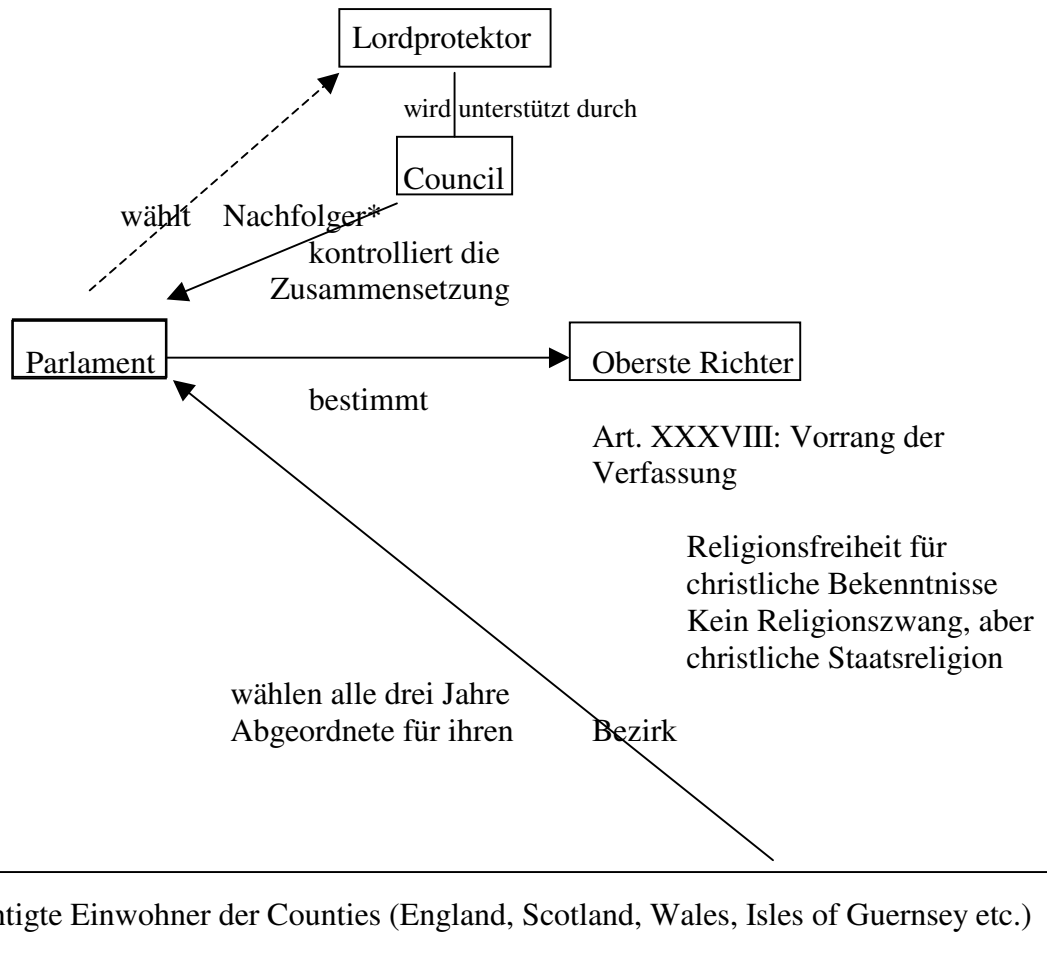 Lordprotektor
wird unterstützt durch
Council
wählt Nachfolger*
kontrolliert die
Zusammensetzung
Parlament
Oberste Richter
bestimmt
Art. XXXVIII: Vorrang der
Verfassung
Religionsfreiheit für
christliche Bekenntnisse
Kein Religionszwang, aber
christliche Staatsreligion
wählen alle drei Jahre
Abgeordnete für ihren Bezirk
htigte Einwohner der Counties (England, Scotland, Wales, Isles of Guernsey etc.)